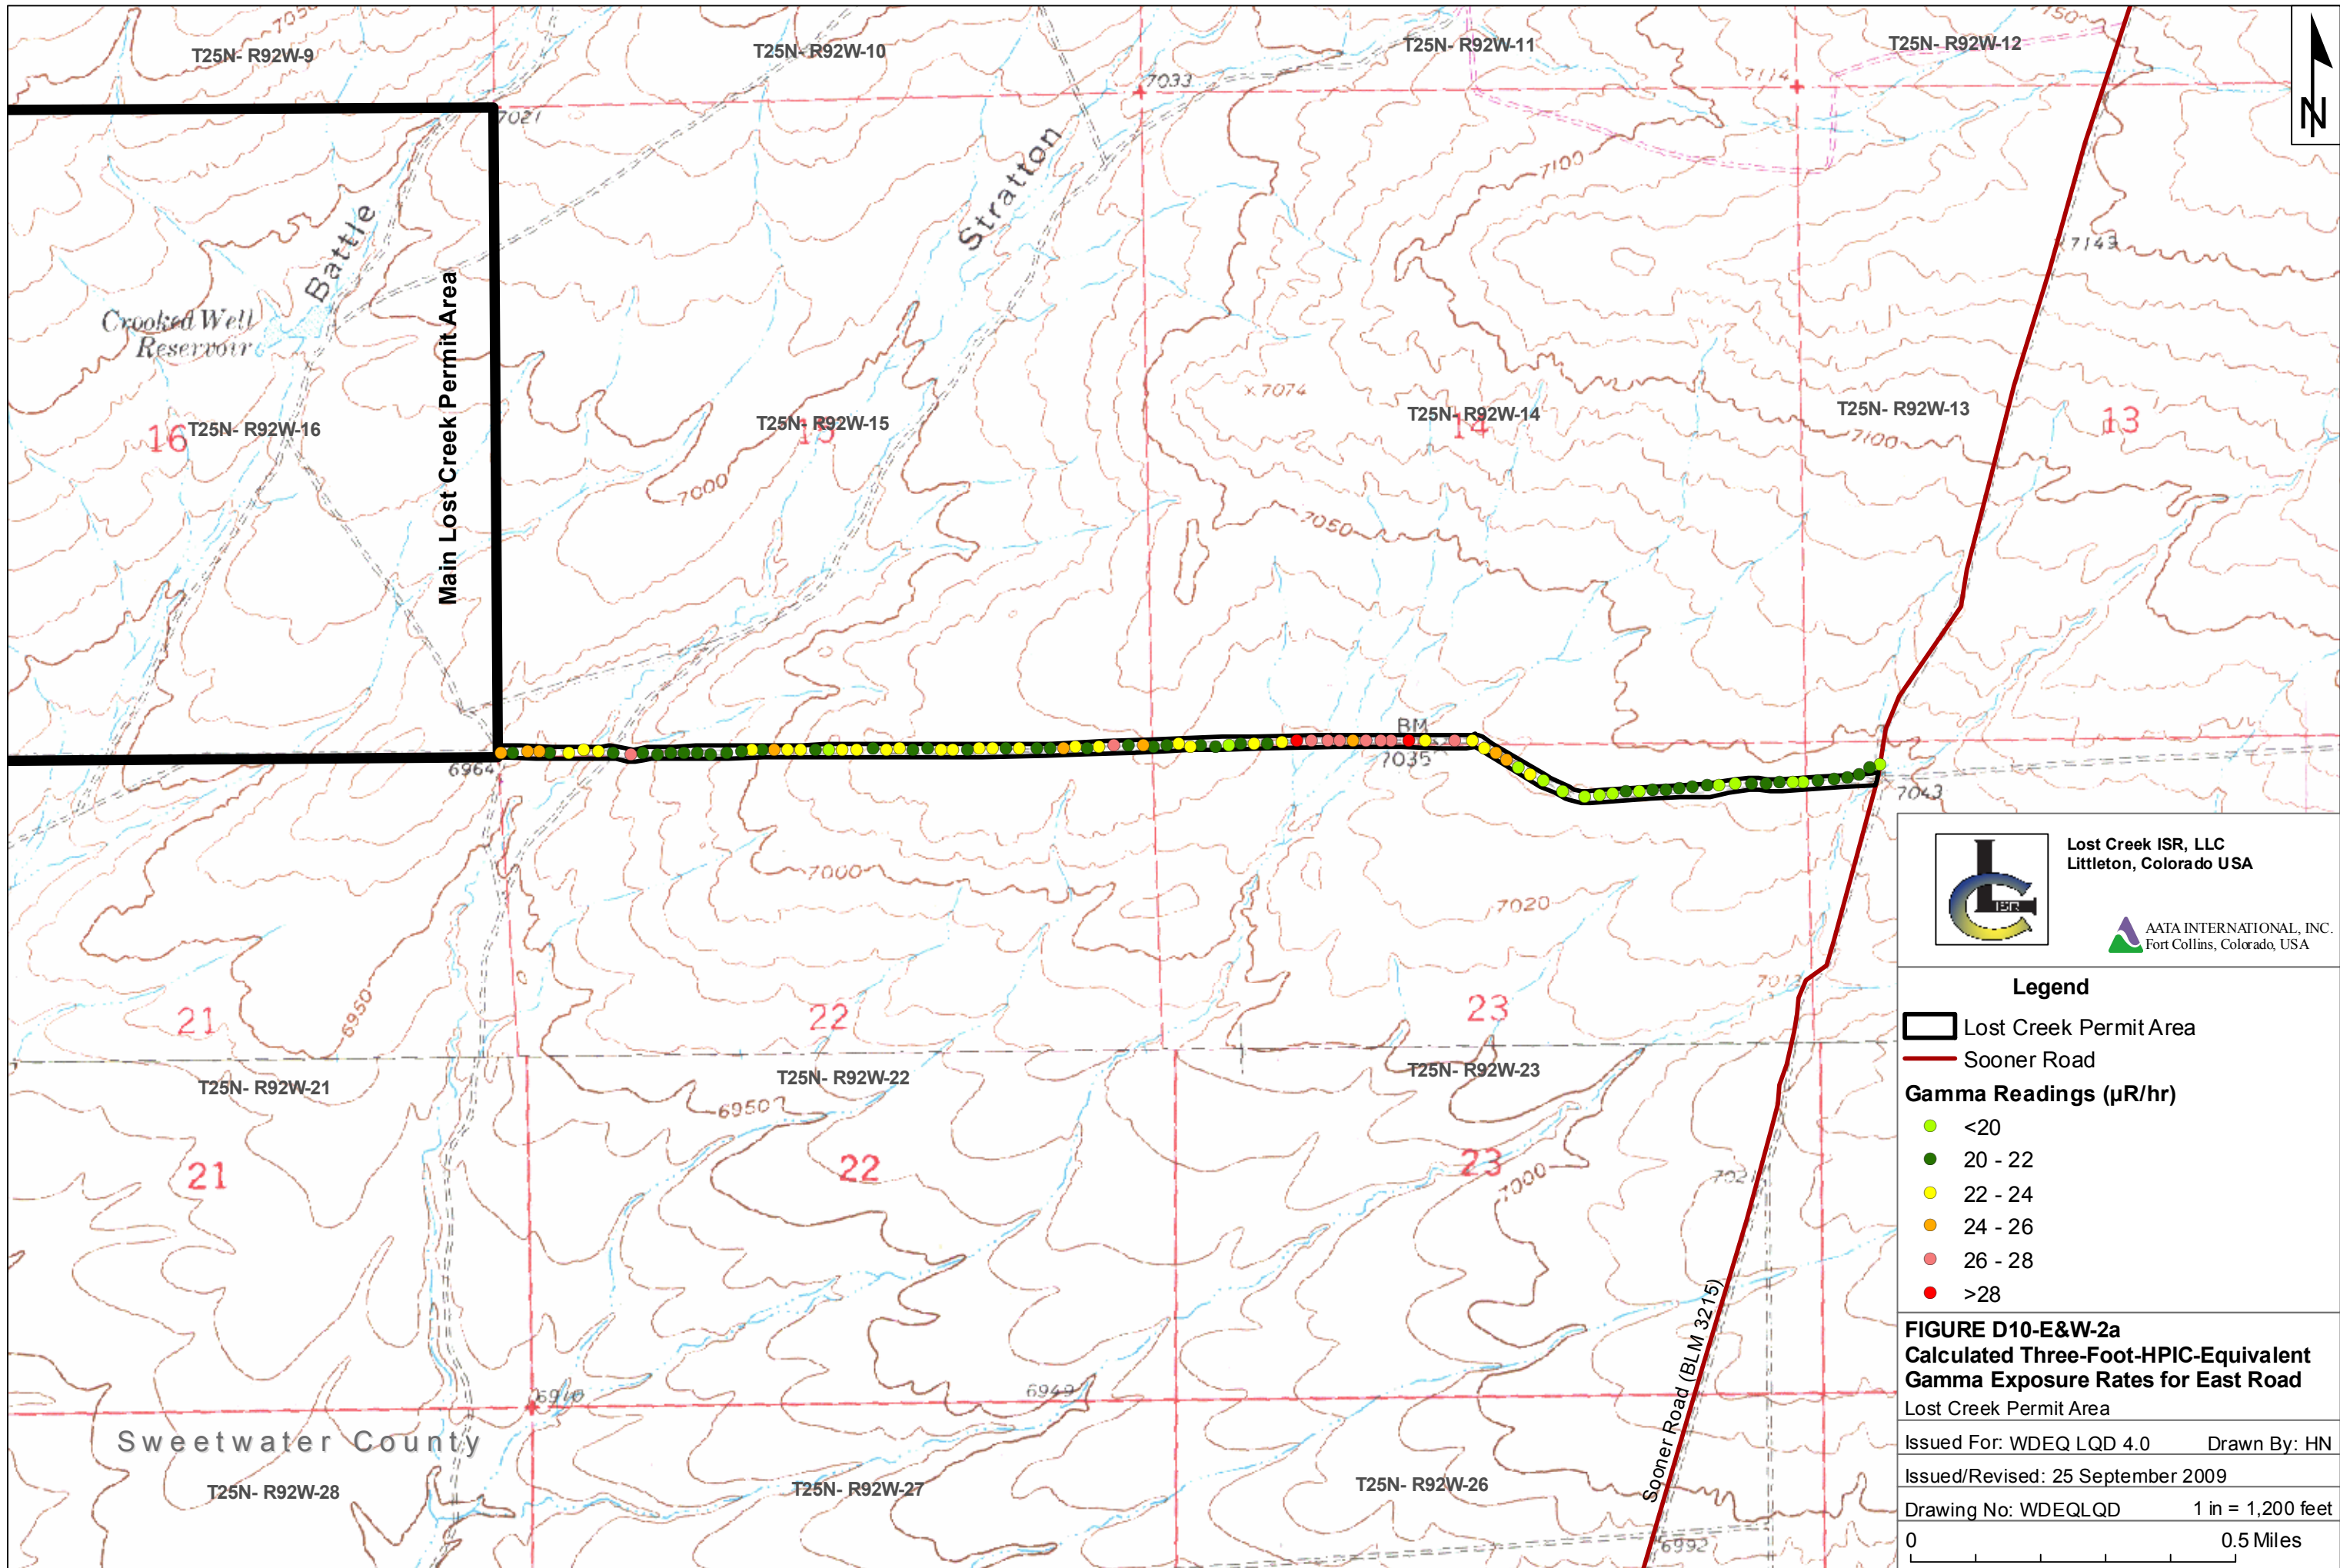 7050
T25N- R92W-9
T25N- R92W-10
T25N- R92W-11
T25N- R92W-12
7150
7033
7114
7021
N
Stratton
7100
Battle
7143
Main Lost Creek Permit Area
Crooked Well
Reservoir
7074
16
T25N- R92W-16
15
T25N- R92W-15
14
T25N- R92W-14
T25N- R92W-13
13
7100
7000
7050
BM
7035
6964
7043
7000
7020
7013
6950
21
22
23
T25N- R92W-21
T25N- R92W-22
T25N- R92W-23
6950
21
22
23
7000
Sooner Road (BLM 3215)
6949
Sweetwater County
T25N- R92W-28
T25N- R92W-27
T25N- R92W-26
6992
Lost Creek ISR, LLC
Littleton, Colorado USA
LC
ISR
AATA INTERNATIONAL, INC.
Fort Collins, Colorado, USA
Legend
Lost Creek Permit Area
Sooner Road
Gamma Readings (µR/hr)
<20
20 - 22
22 - 24
24 - 26
26 - 28
>28
FIGURE D10-E&W-2a
Calculated Three-Foot-HPIC-Equivalent
Gamma Exposure Rates for East Road
Lost Creek Permit Area
Issued For: WDEQ LQD 4.0 Drawn By: HN
Issued/Revised: 25 September 2009
Drawing No: WDEQLQD 1 in = 1,200 feet
0 0.5 Miles